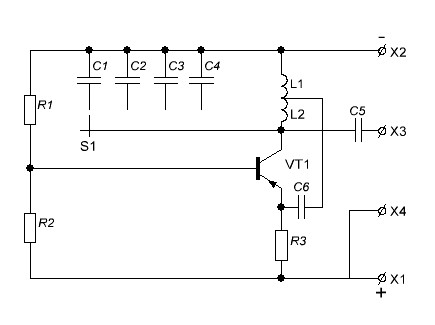 −
X2
C1 C2 C3 C4
L1
R1
C5
L2
X3
S1
VT1
C6
X4
R2
R3
X1
+